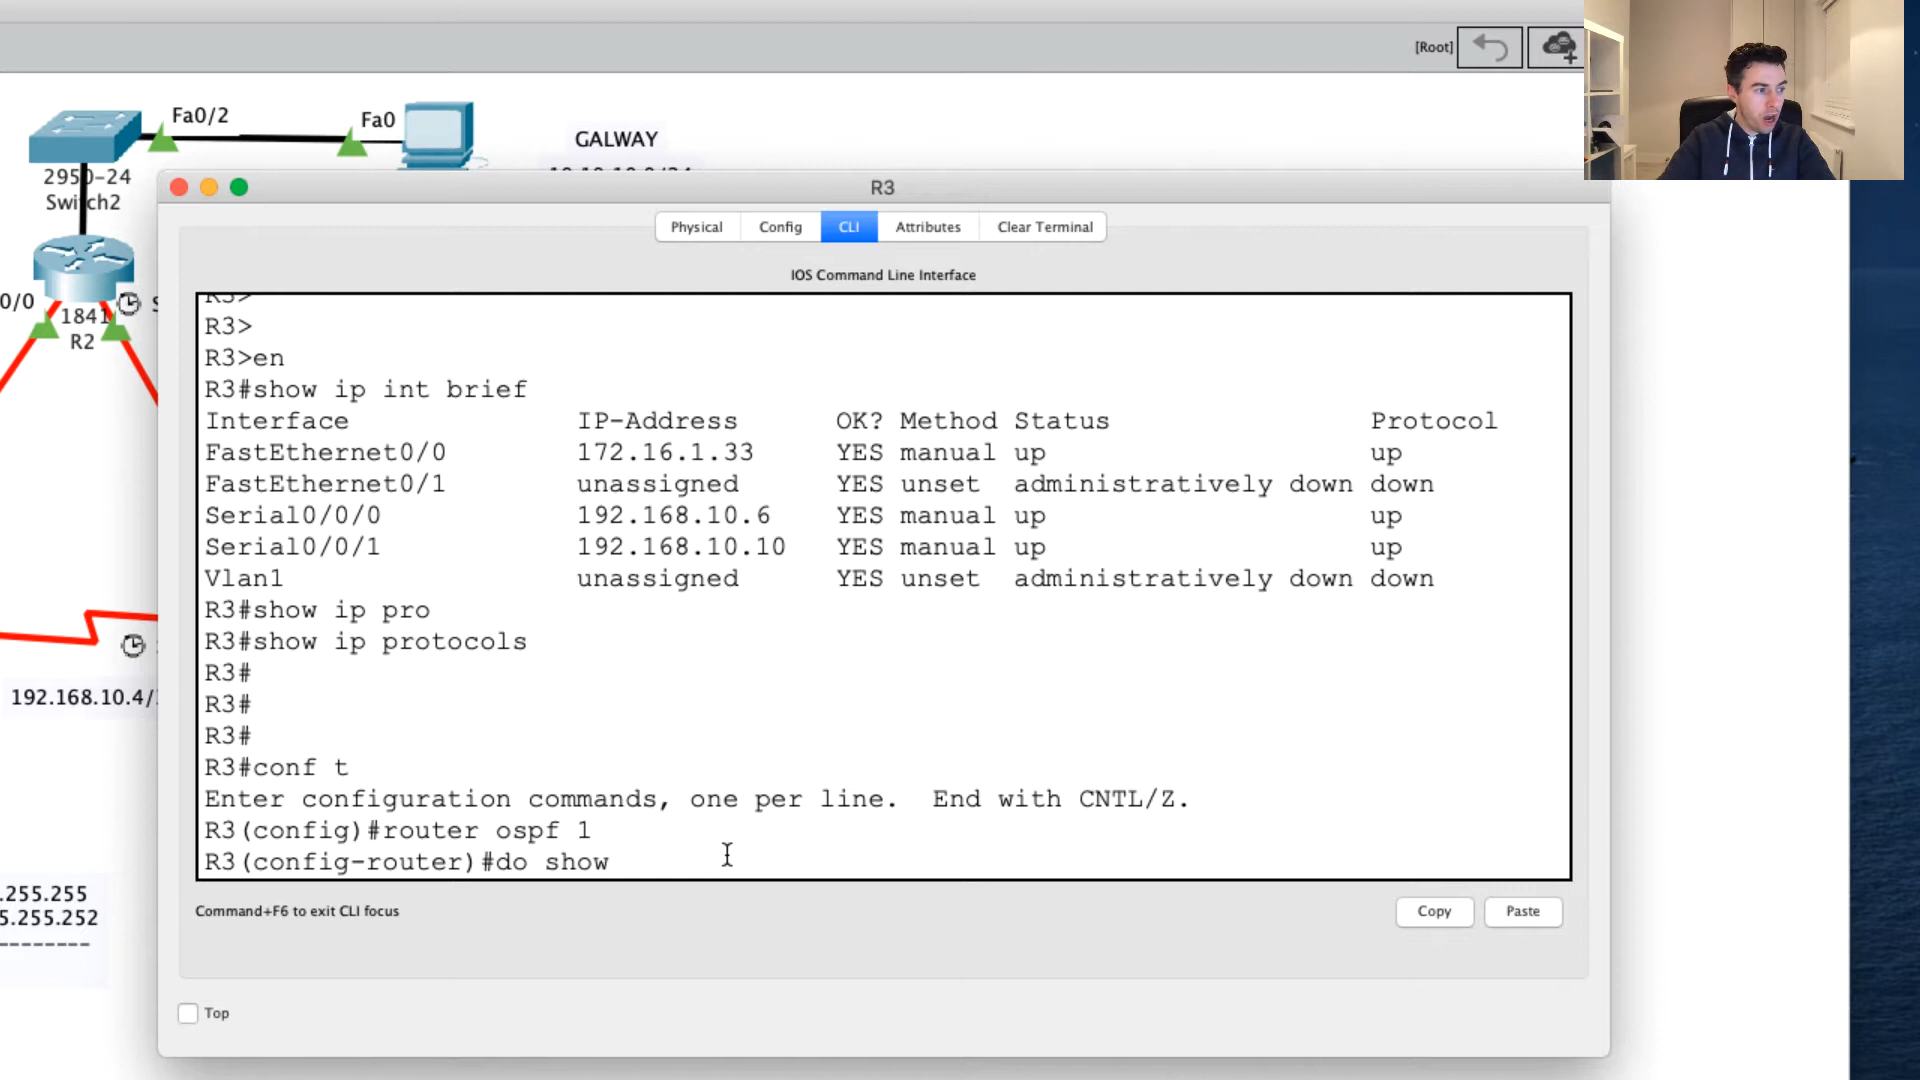 [Root]
Fa0/2
Fa0
GALWAY
2950-24
Switch2
0/0
1841
R2
192.168.10.4/
.255.255
5.255.252
--------
R3
Physical
Config
CLI
Attributes
Clear Terminal
IOS Command Line Interface
R3>
R3>
R3>en
R3#show ip int brief
Interface IP-Address OK? Method Status Protocol
FastEthernet0/0 172.16.1.33 YES manual up up
FastEthernet0/1 unassigned YES unset administratively down down
Serial0/0/0 192.168.10.6 YES manual up up
Serial0/0/1 192.168.10.10 YES manual up up
Vlan1 unassigned YES unset administratively down down
R3#show ip pro
R3#show ip protocols
R3#
R3#
R3#
R3#conf t
Enter configuration commands, one per line. End with CNTL/Z.
R3(config)#router ospf 1
R3(config-router)#do show
Command+F6 to exit CLI focus
Copy
Paste
Top